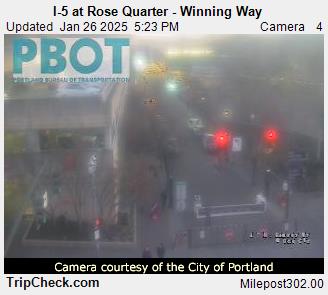 I-5 at Rose Quarter - Winning Way
Updated  Jan 26 2025  5:23 PM
Camera  4
PBOT
PORTLAND BUREAU OF TRANSPORTATION
Camera courtesy of the City of Portland
TripCheck.com
Milepost302.00